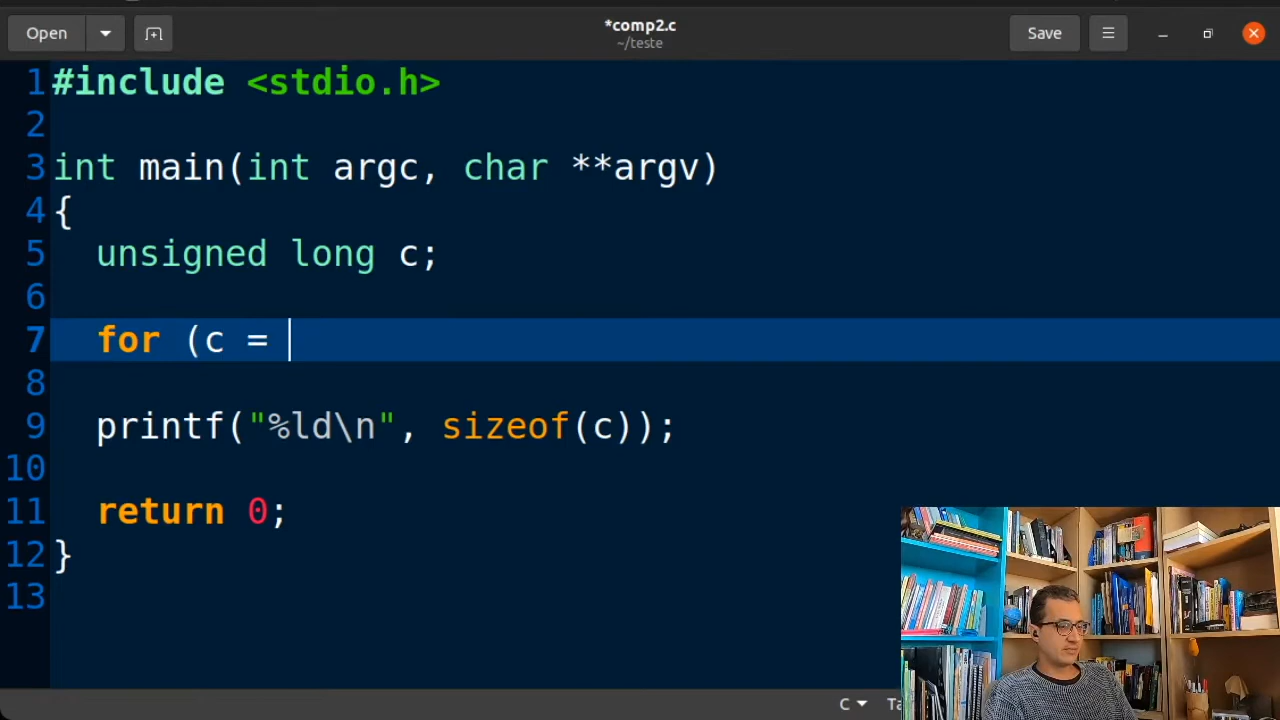 Open
*comp2.c
~/teste
Save
1 #include <stdio.h>
2
3 int main(int argc, char **argv)
4 {
5 unsigned long c;
6
7 for (c =
8
9 printf("%ld\n", sizeof(c));
10
11 return 0;
12 }
13
C